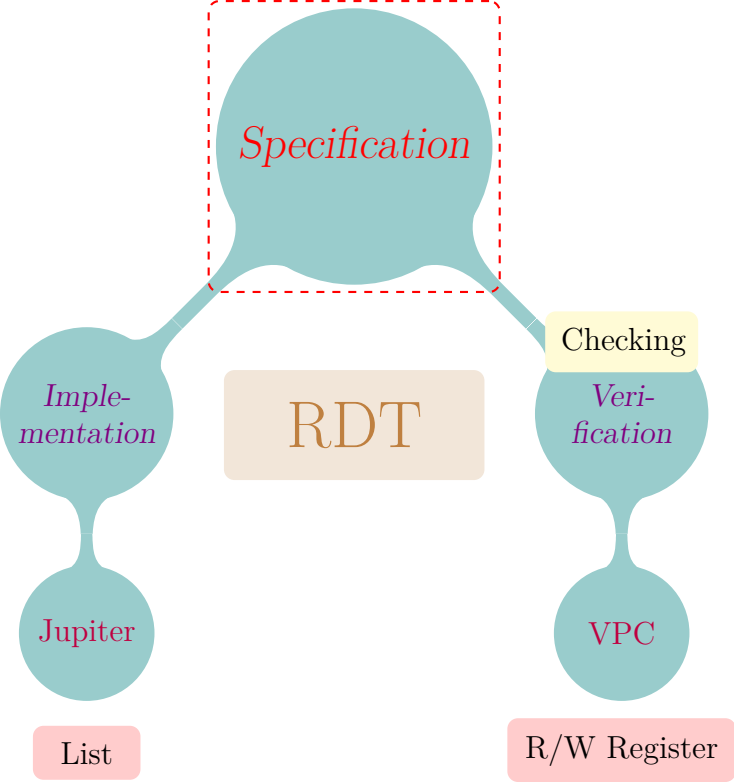 Specification
Checking
Imple-
mentation
RDT
Veri-
fication
Jupiter
VPC
List
R/W Register